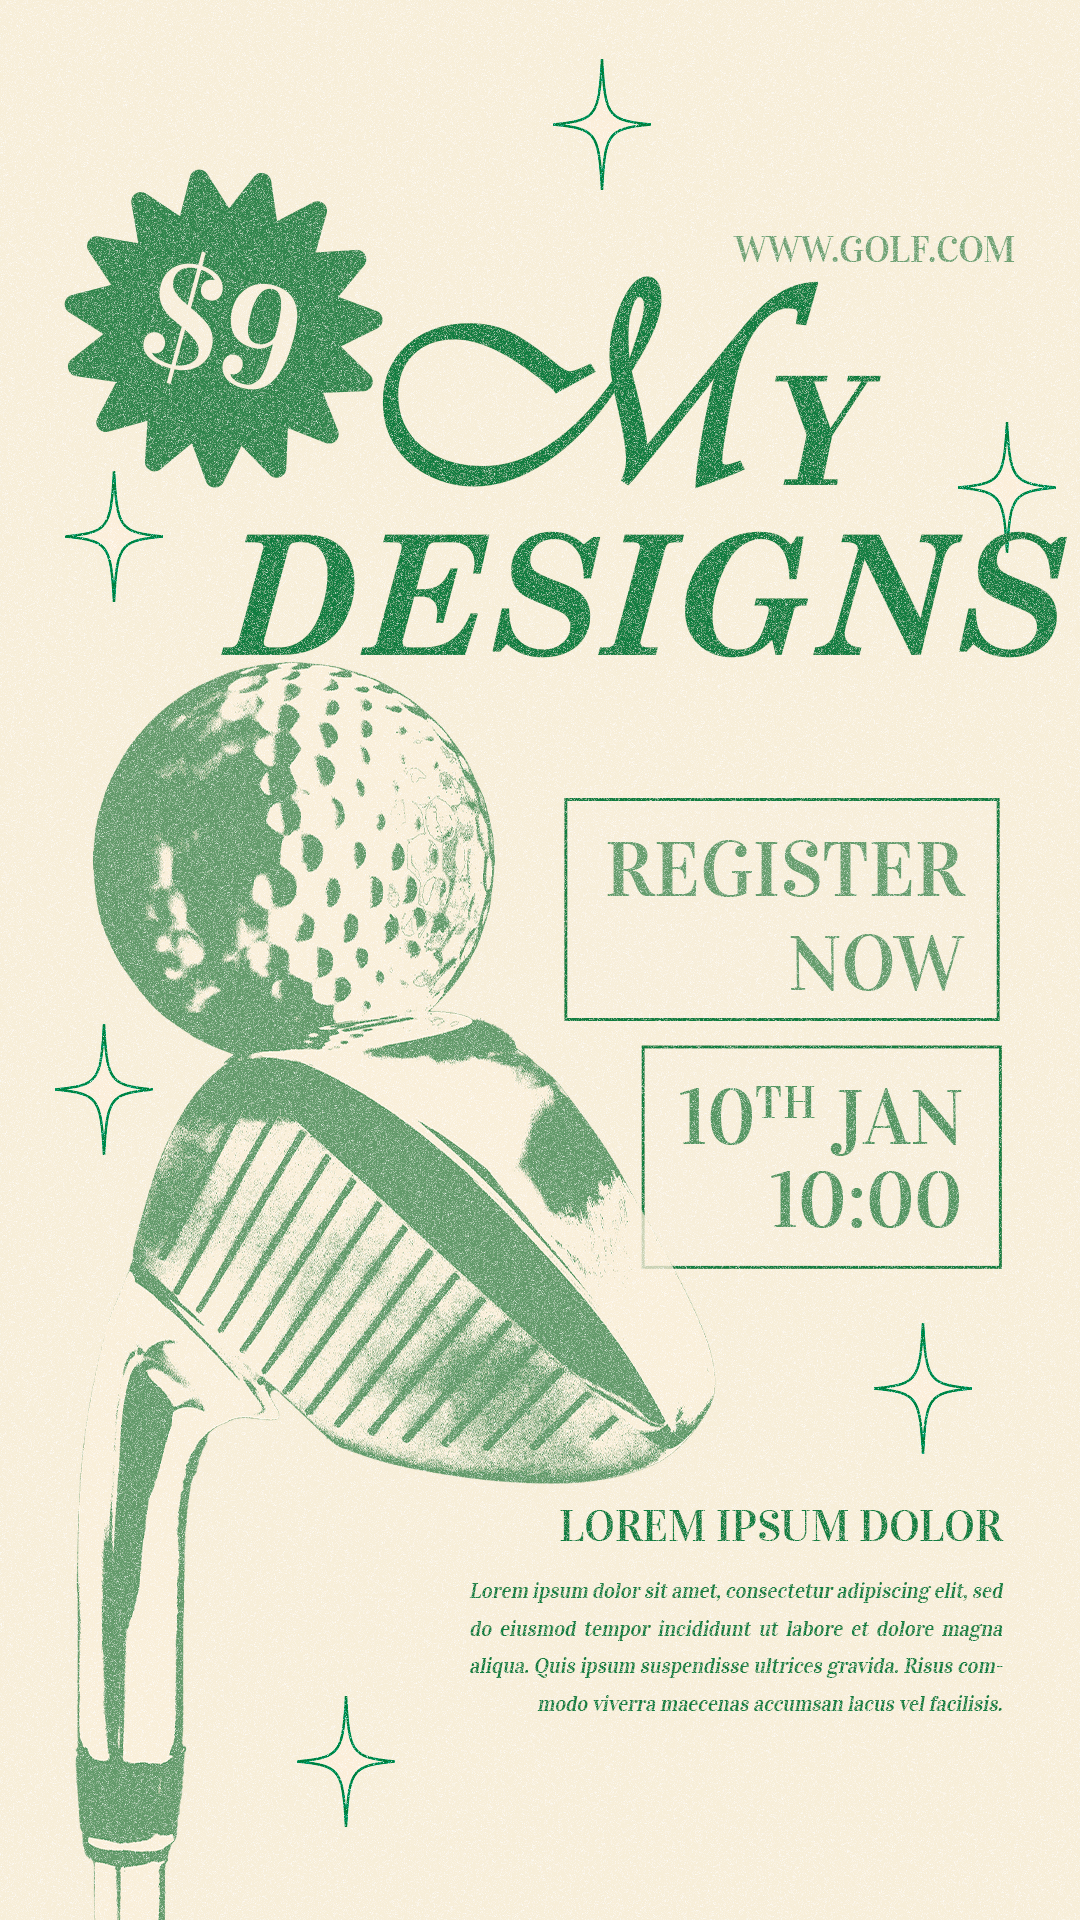 WWW.GOLF.COM
$9
My
DESIGNS
REGISTER
NOW
10TH JAN
10:00
LOREM IPSUM DOLOR
Lorem ipsum dolor sit amet, consectetur adipiscing elit, sed
do eiusmod tempor incididunt ut labore et dolore magna
aliqua. Quis ipsum suspendisse ultrices gravida. Risus com-
modo viverra maecenas accumsan lacus vel facilisis.